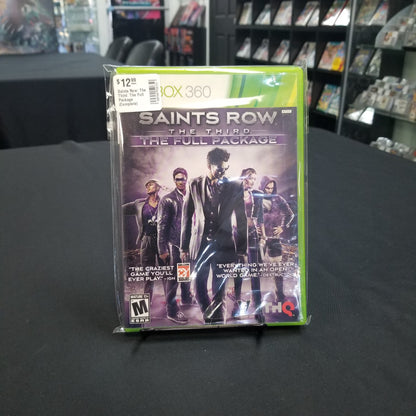 $12.99
Saints Row: The
Third: The Full
Package
(Complete)
XBOX 360
SAINTS ROW
THE THIRD
THE FULL PACKAGE
"THE CRAZIEST
GAME YOU'LL
EVER PLAY."
"EVERYTHING WE'VE EVER
WANTED IN AN OPEN
WORLD GAME."
MATURE 17+
M
ESRB
THQ